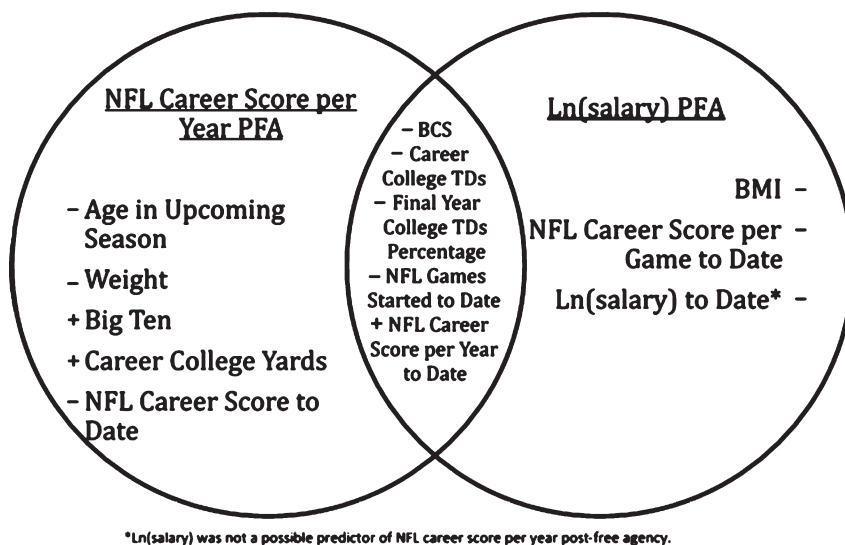 NFL Career Score per
Year PFA
– Age in Upcoming
Season
– Weight
+ Big Ten
+ Career College Yards
– NFL Career Score to
Date
– BCS
– Career
College TDs
– Final Year
College TDs
Percentage
– NFL Games
Started to Date
+ NFL Career
Score per Year
to Date
Ln(salary) PFA
BMI –
NFL Career Score per –
Game to Date
Ln(salary) to Date* –
*Ln(salary) was not a possible predictor of NFL career score per year post-free agency.